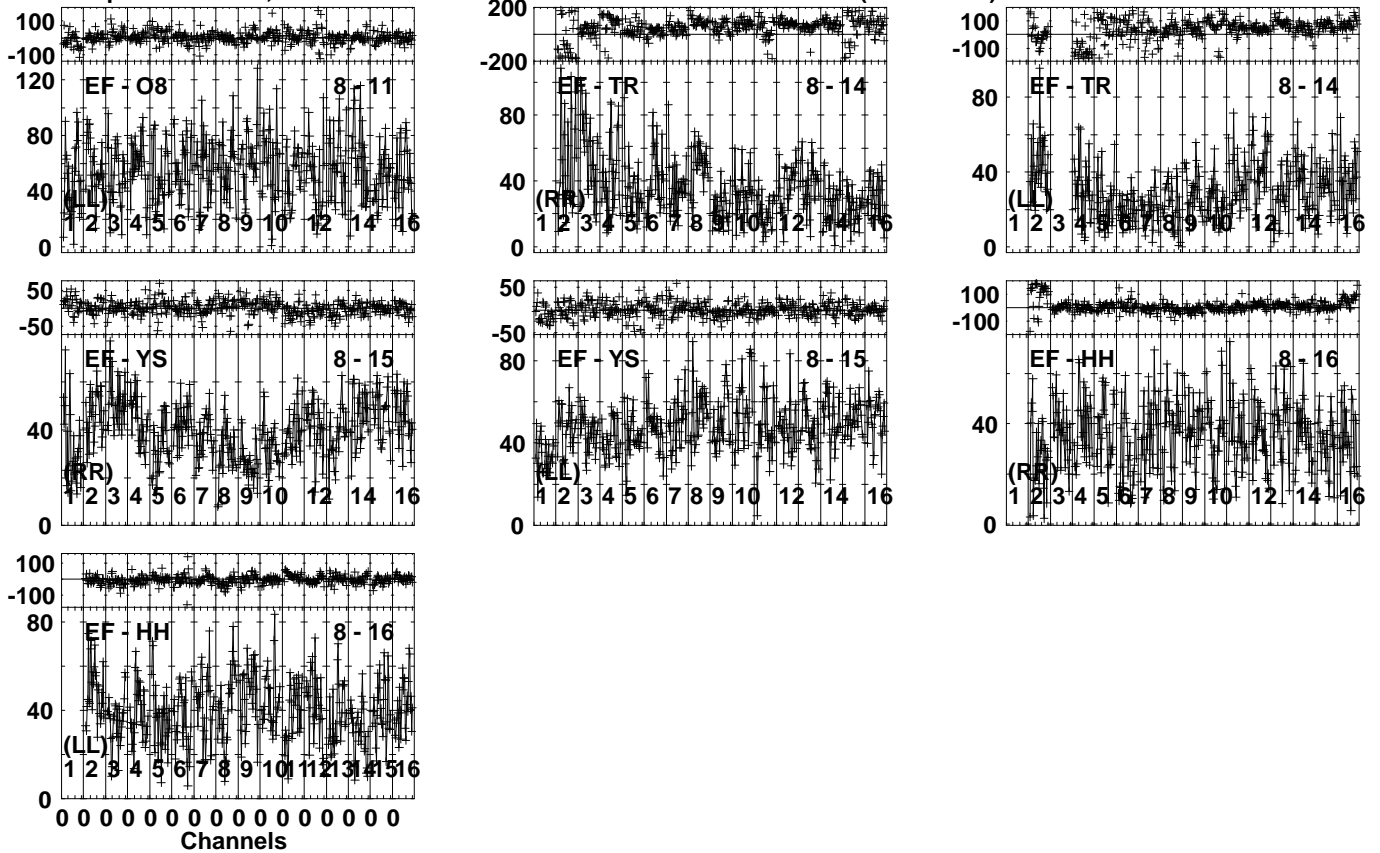 100
-100
120
80
40
0
EF - O8 8 - 11
(LL)
1 2 3 4 5 6 7 8 9 10 12 14 16
200
-200
80
40
0
EF - TR 8 - 14
(RR)
1 2 3 4 5 6 7 8 9 10 12 14 16
100
-100
80
40
0
EF - TR 8 - 14
(LL)
1 2 3 4 5 6 7 8 9 10 12 14 16
50
-50
40
0
EF - YS 8 - 15
(RR)
1 2 3 4 5 6 7 8 9 10 12 14 16
50
-50
80
40
0
EF - YS 8 - 15
(LL)
1 2 3 4 5 6 7 8 9 10 12 14 16
100
-100
40
0
EF - HH 8 - 16
(RR)
1 2 3 4 5 6 7 8 9 10 12 14 16
100
-100
80
40
0
EF - HH 8 - 16
(LL)
1 2 3 4 5 6 7 8 9 10 11 12 13 14 15 16
0 0 0 0 0 0 0 0 0 0 0 0 0 0 0 0
Channels